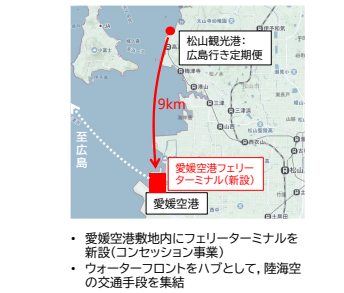 松山観光港：
広島行き定期便
9km
至広島
愛媛空港フェリー
ターミナル（新設）
愛媛空港
・ 愛媛空港敷地内にフェリーターミナルを
新設（コンセッション事業）
・ ウォーターフロントをハブとして，陸海空
の交通手段を集結